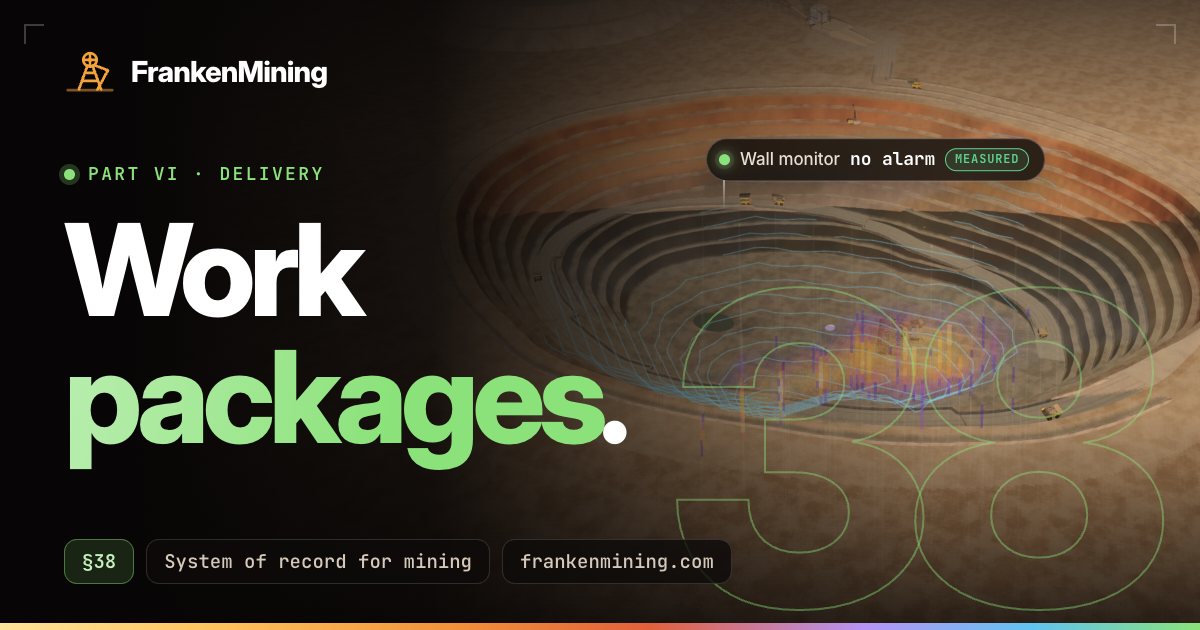 FrankenMining
Wall monitor no alarm MEASURED
PART VI · DELIVERY
Work
packages.
38
§38
System of record for mining
frankenmining.com